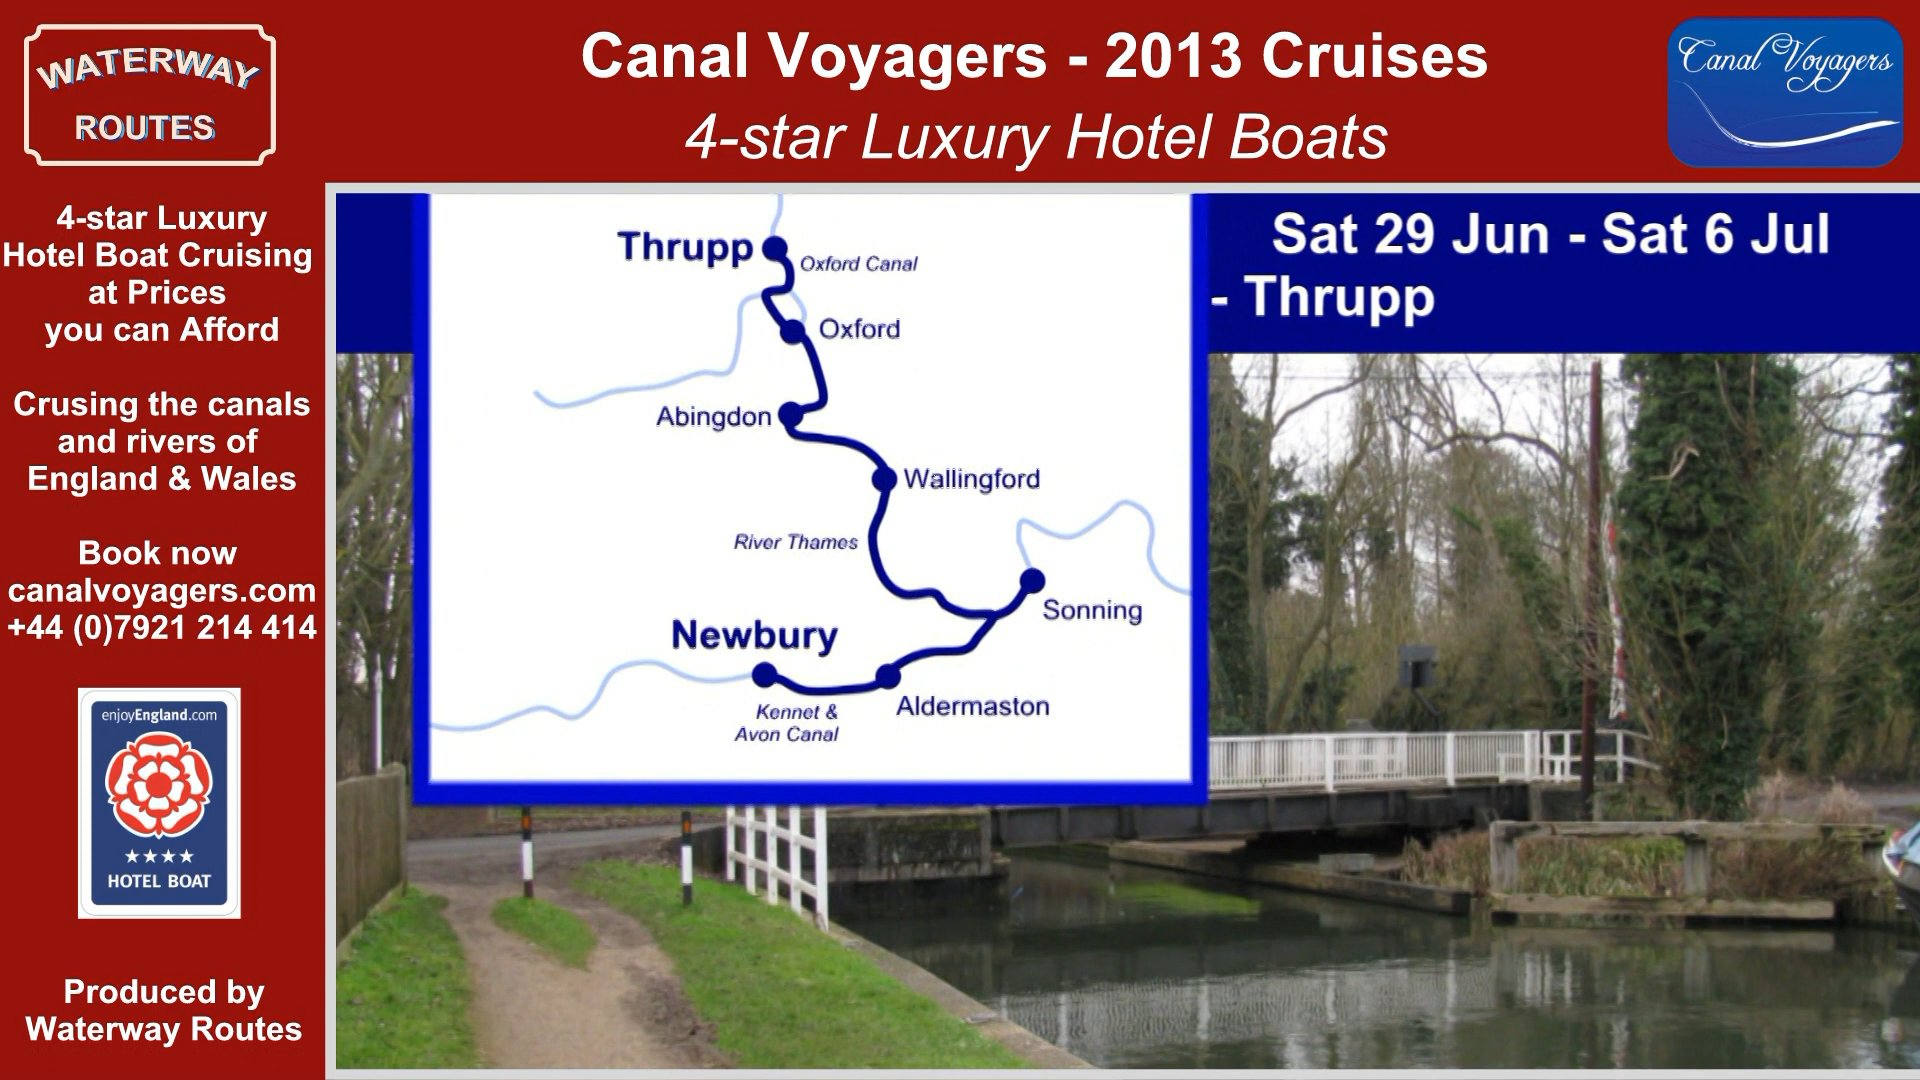 WATERWAY
ROUTES
Canal Voyagers - 2013 Cruises
4-star Luxury Hotel Boats
Canal Voyagers
4-star Luxury
Hotel Boat Cruising
at Prices
you can Afford
Crusing the canals
and rivers of
England & Wales
Book now
canalvoyagers.com
+44 (0)7921 214 414
enjoyEngland.com
HOTEL BOAT
Produced by
Waterway Routes
Sat 29 Jun - Sat 6 Jul
- Thrupp
Thrupp
Oxford Canal
Oxford
Abingdon
Wallingford
River Thames
Sonning
Newbury
Aldermaston
Kennet &
Avon Canal